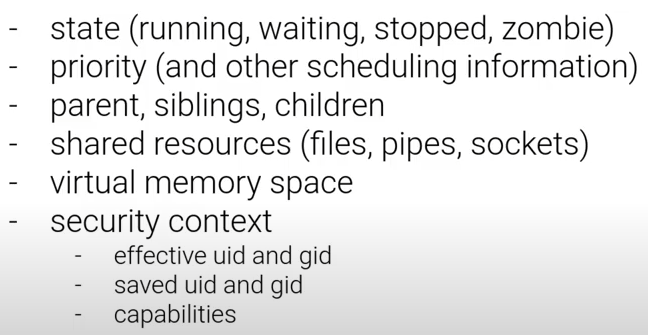 - state (running, waiting, stopped, zombie)
- priority (and other scheduling information)
- parent, siblings, children
- shared resources (files, pipes, sockets)
- virtual memory space
- security context
- effective uid and gid
- saved uid and gid
- capabilities